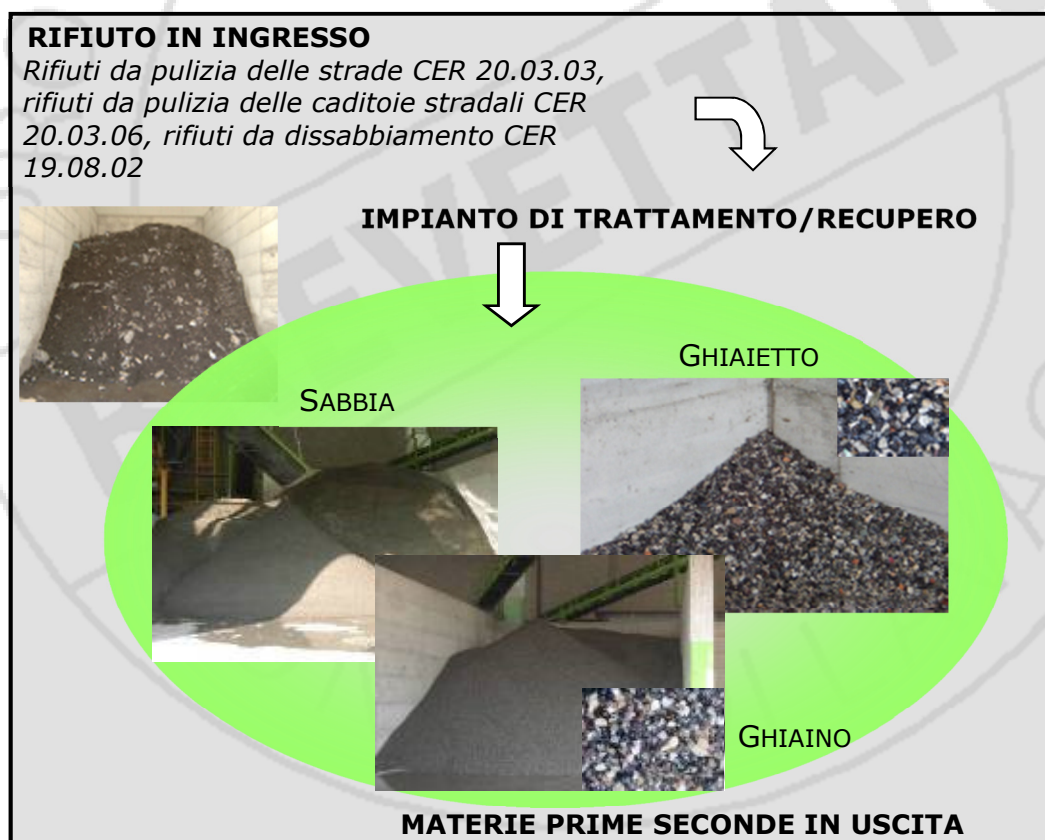 RIFIUTO IN INGRESSO
Rifiuti da pulizia delle strade CER 20.03.03,
rifiuti da pulizia delle caditoie stradali CER
20.03.06, rifiuti da dissabbiamento CER
19.08.02
IMPIANTO DI TRATTAMENTO/RECUPERO
GHIAIETTO
SABBIA
GHIAINO
MATERIE PRIME SECONDE IN USCITA